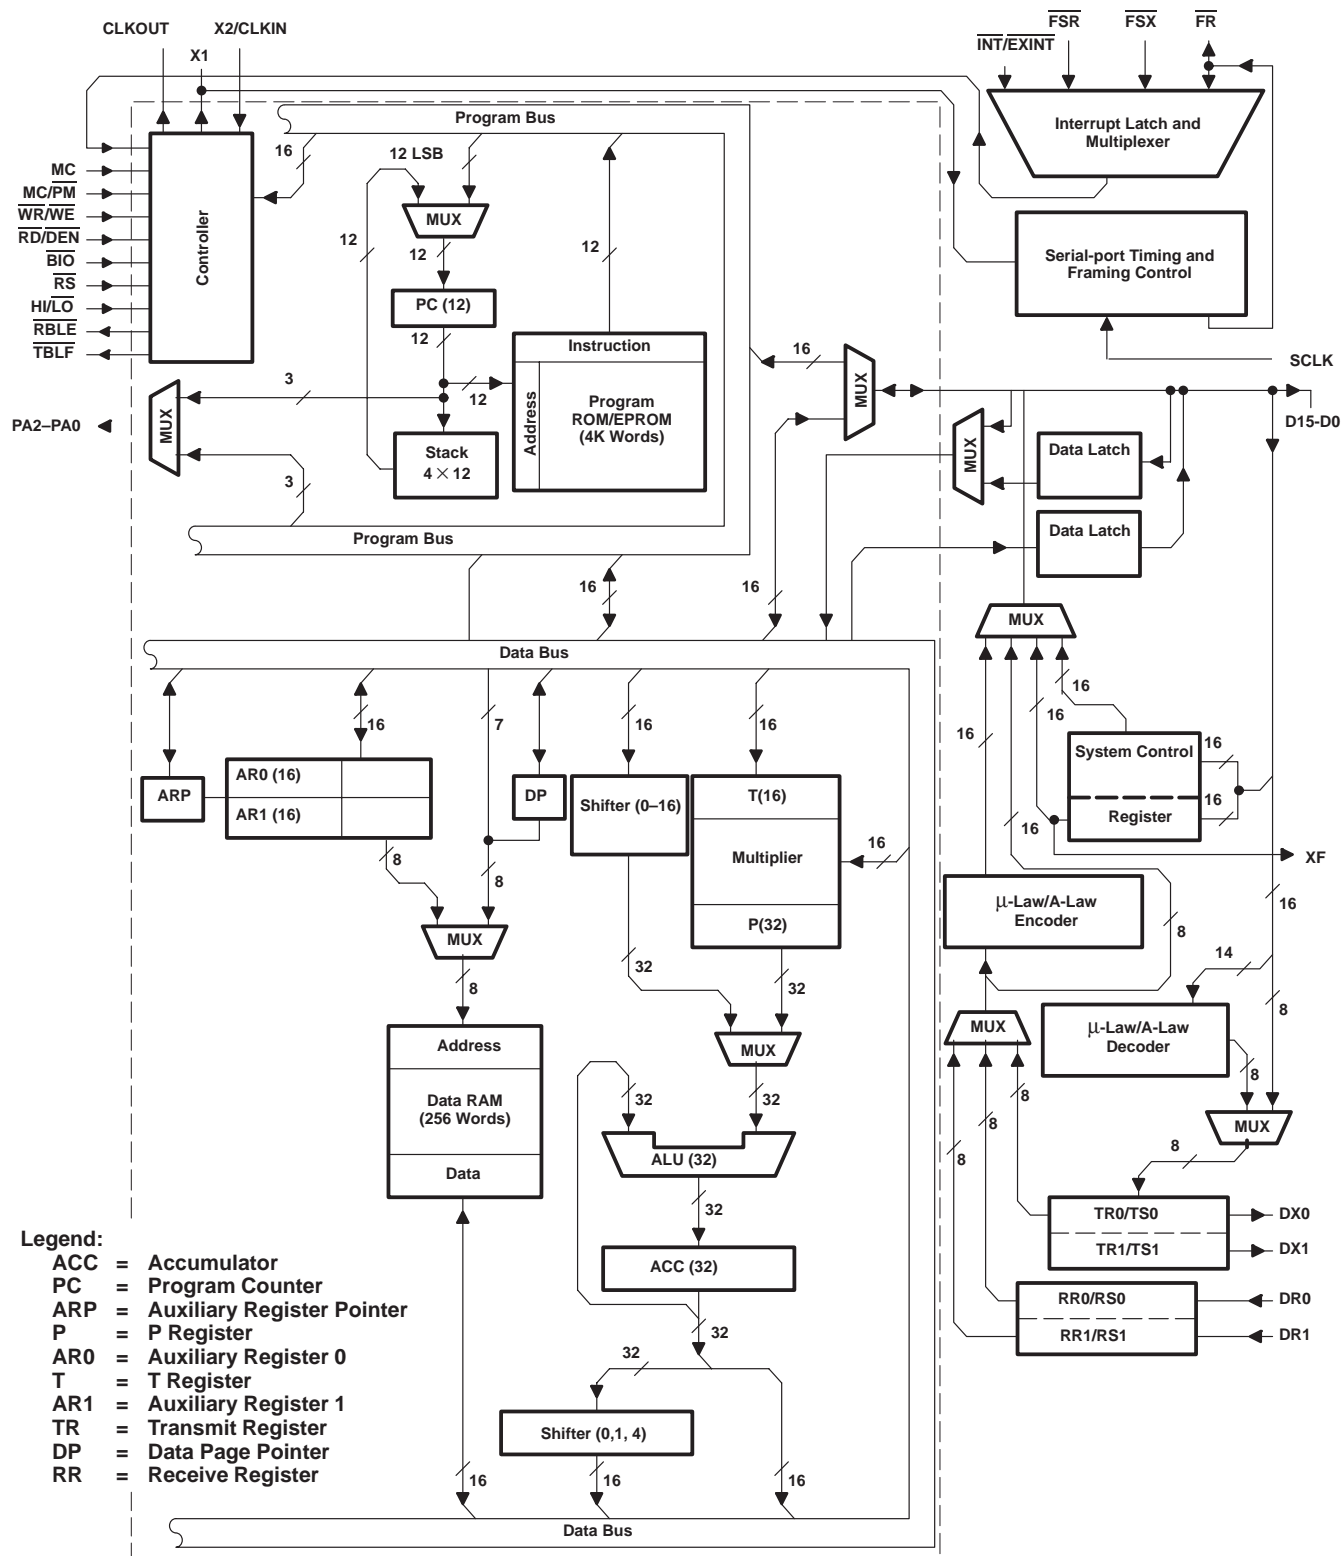 CLKOUT
X2/CLKIN
X1
FSR
FSX
FR
INT/EXINT
Program Bus
Interrupt Latch and
Multiplexer
16
12 LSB
MC
MC/PM
WR/WE
RD/DEN
BIO
RS
HI/LO
RBLE
TBLF
Controller
MUX
12
12
12
PC (12)
12
Serial-port Timing and
Framing Control
SCLK
Instruction
Address
Program
ROM/EPROM
(4K Words)
16
MUX
3
12
PA2–PA0
MUX
Stack
4 × 12
3
D15-D0
MUX
Data Latch
Data Latch
Program Bus
16
16
MUX
Data Bus
16
7
16
16
16
16
16
System Control
16
16
Register
XF
ARP
AR0 (16)
AR1 (16)
DP
Shifter (0–16)
T(16)
Multiplier
P(32)
16
16
8
8
MUX
8
μ-Law/A-Law
Encoder
8
16
14
8
32
32
MUX
MUX
μ-Law/A-Law
Decoder
8
MUX
Address
Data RAM
(256 Words)
Data
32
32
ALU (32)
8
8
8
8
32
ACC (32)
32
TR0/TS0
TR1/TS1
DX0
DX1
RR0/RS0
RR1/RS1
DR0
DR1
32
Shifter (0,1, 4)
16
16
16
Data Bus
Legend:
ACC = Accumulator
PC = Program Counter
ARP = Auxiliary Register Pointer
P = P Register
AR0 = Auxiliary Register 0
T = T Register
AR1 = Auxiliary Register 1
TR = Transmit Register
DP = Data Page Pointer
RR = Receive Register